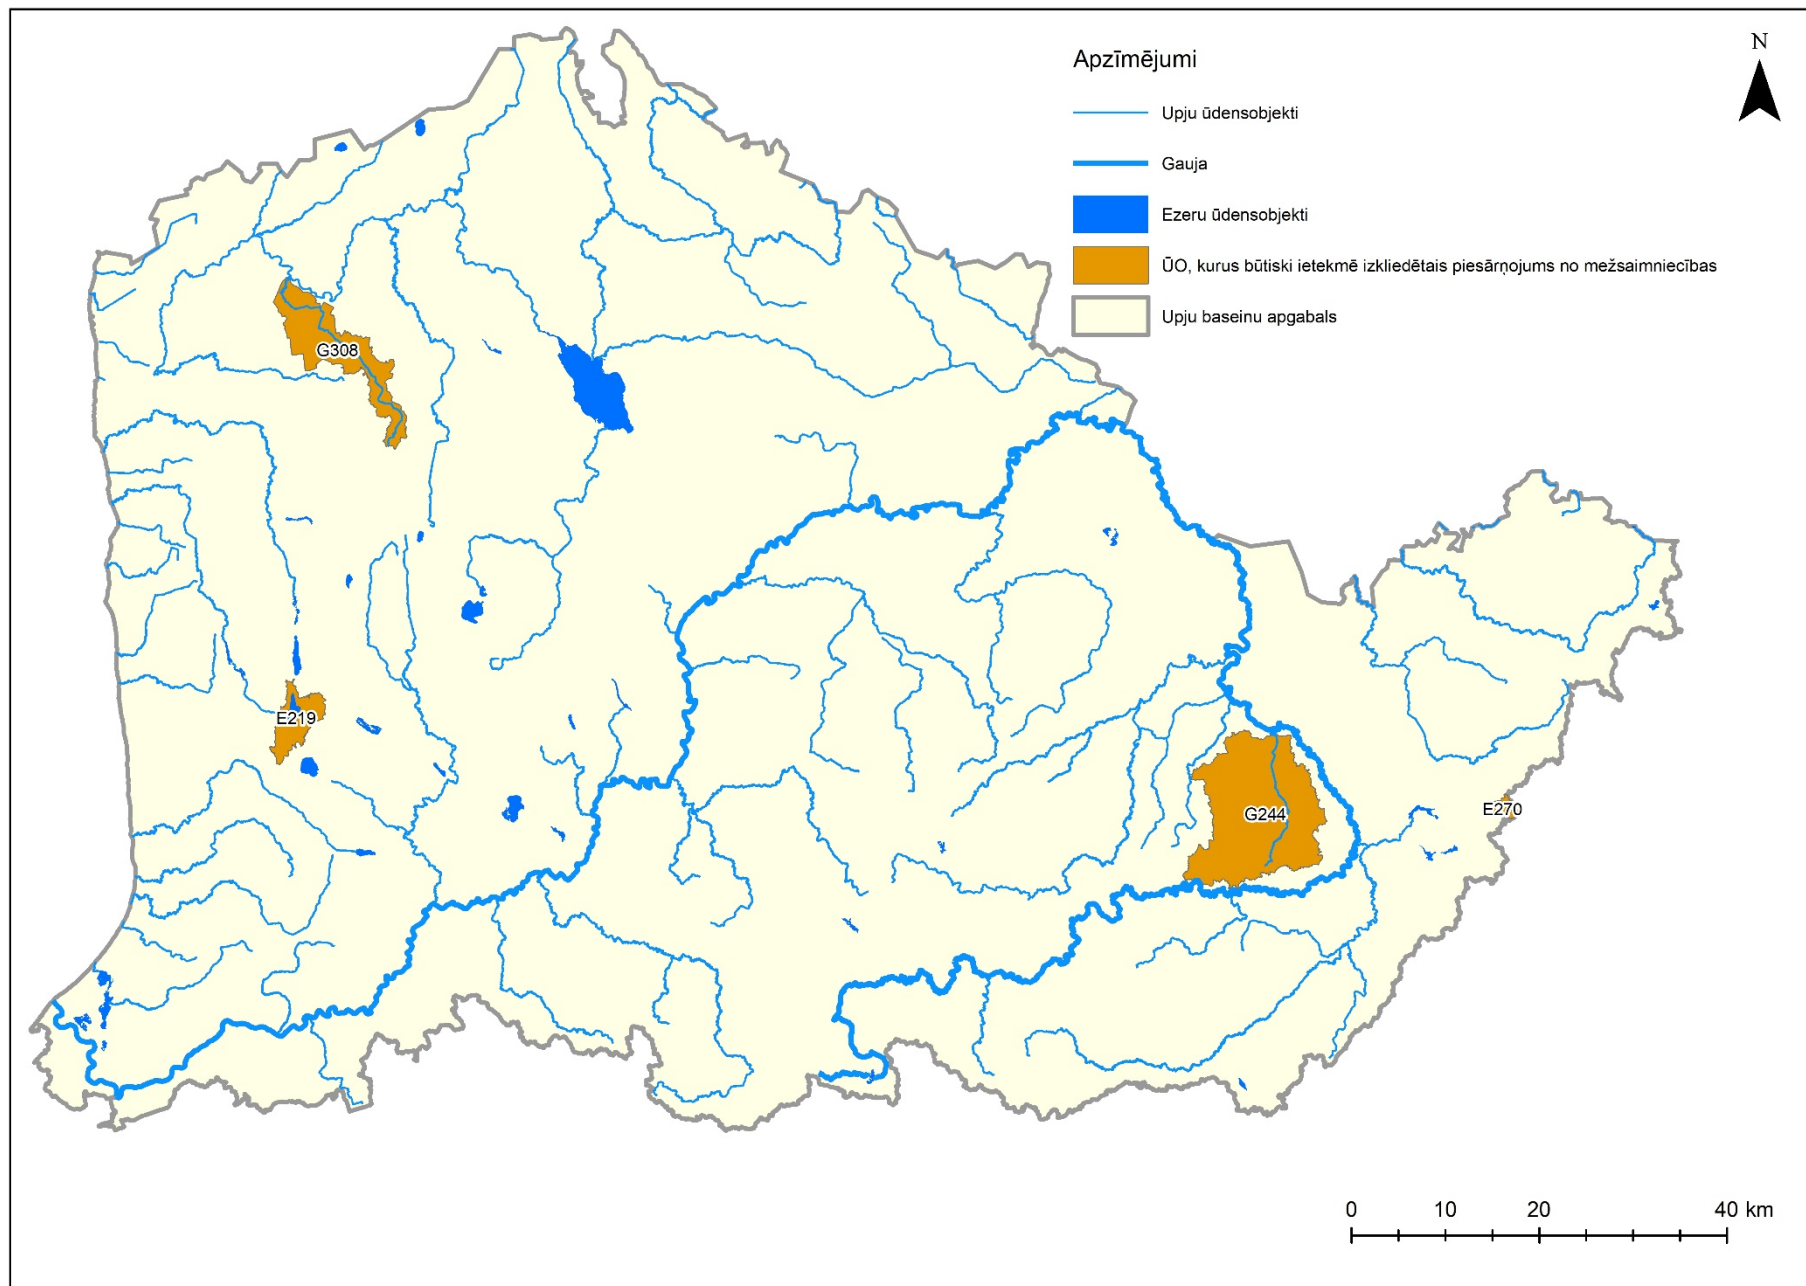 N
Apzīmējumi
Upju ūdensobjekti
Gauja
Ezeru ūdensobjekti
ŪO, kurus būtiski ietekmē izkliedētais piesārņojums no mežsaimniecības
Upju baseinu apgabals
G308
E219
G244
E270
0 10 20 40 km